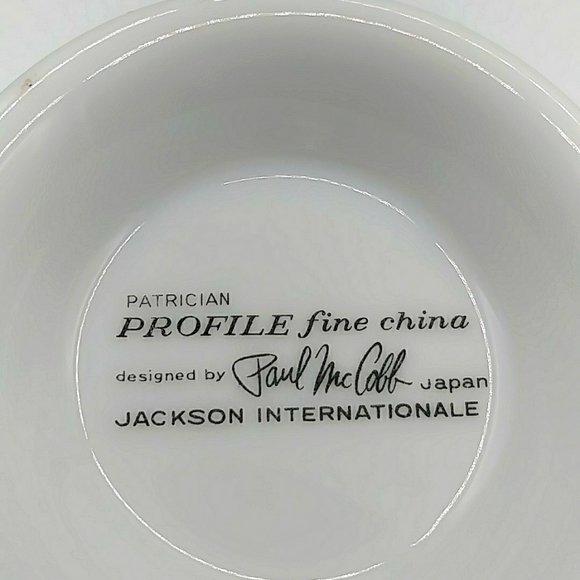 PATRICIAN
PROFILE fine china
designed by Paul McCobb Japan
JACKSON INTERNATIONALE